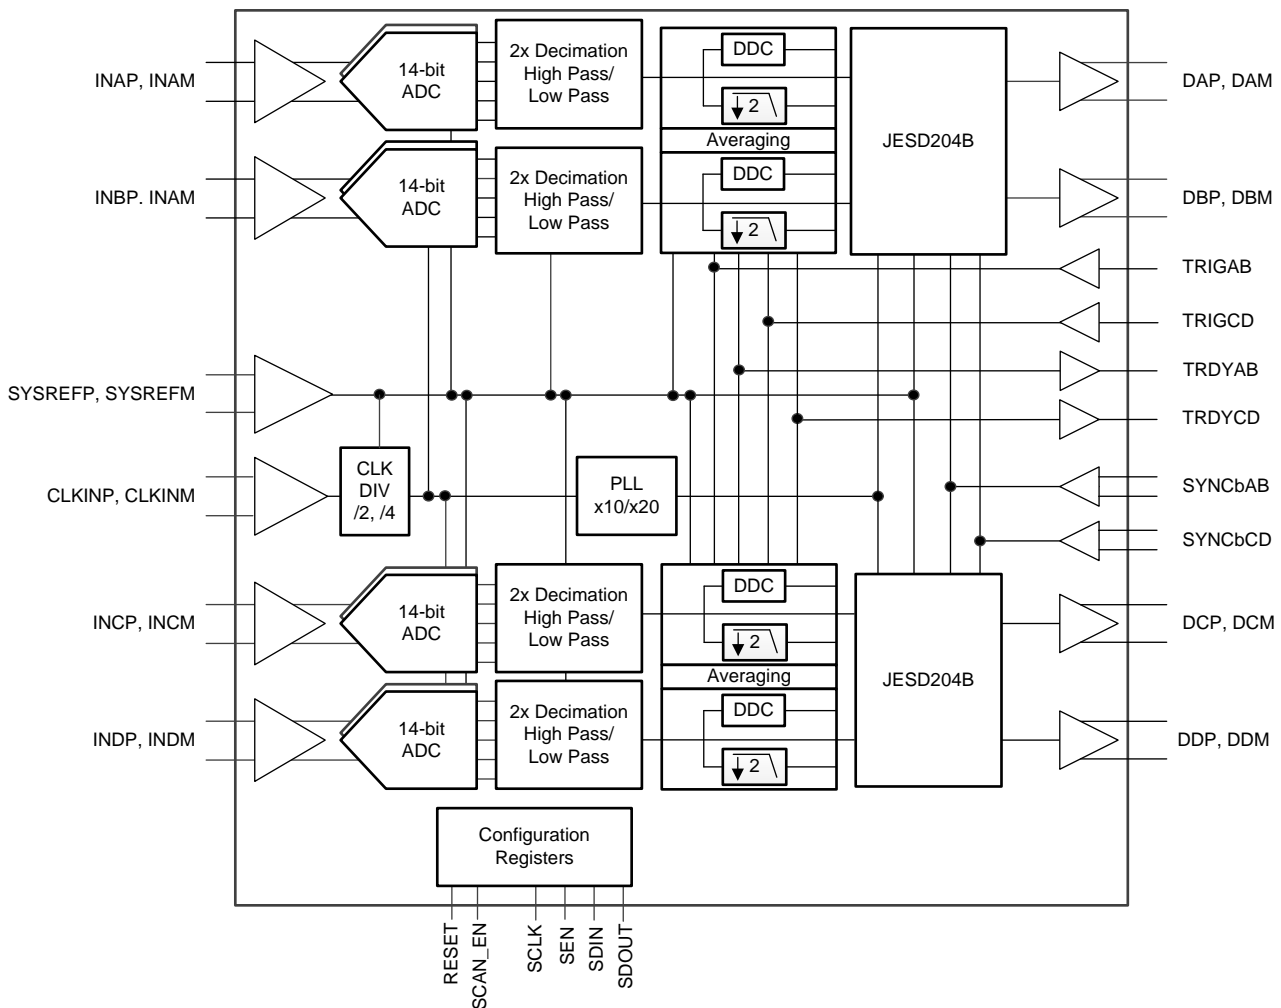 INAP, INAM
14-bit
ADC
2x Decimation
High Pass/
Low Pass
DDC
2
Averaging
JESD204B
DAP, DAM
INBP. INAM
14-bit
ADC
2x Decimation
High Pass/
Low Pass
DDC
2
DBP, DBM
TRIGAB
TRIGCD
TRDYAB
TRDYCD
SYNCbAB
SYNCbCD
SYSREFP, SYSREFM
CLKINP, CLKINM
CLK
DIV
/2, /4
PLL
x10/x20
INCP, INCM
14-bit
ADC
2x Decimation
High Pass/
Low Pass
DDC
2
Averaging
JESD204B
DCP, DCM
INDP, INDM
14-bit
ADC
2x Decimation
High Pass/
Low Pass
DDC
2
DDP, DDM
Configuration
Registers
RESET
SCAN_EN
SCLK
SEN
SDIN
SDOUT